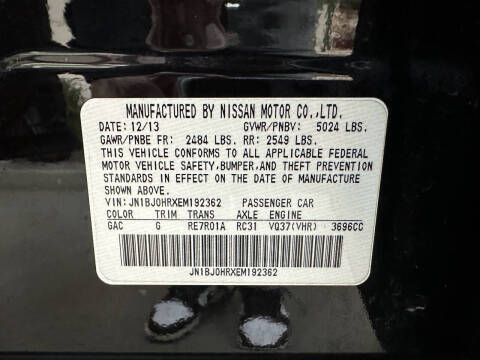 MANUFACTURED BY NISSAN MOTOR CO.,LTD.
DATE: 12/13 GVWR/PNBV: 5024 LBS.
GAWR/PNBE FR: 2484 LBS. RR: 2549 LBS.
THIS VEHICLE CONFORMS TO ALL APPLICABLE FEDERAL
MOTOR VEHICLE SAFETY,BUMPER,AND THEFT PREVENTION
STANDARDS IN EFFECT ON THE DATE OF MANUFACTURE
SHOWN ABOVE.
VIN: JN1BJ0HRXEM192362 PASSENGER CAR
COLOR TRIM TRANS AXLE ENGINE
GAC G RE7R01A RC31 VQ37(VHR) 3696CC
JN1BJ0HRXEM192362